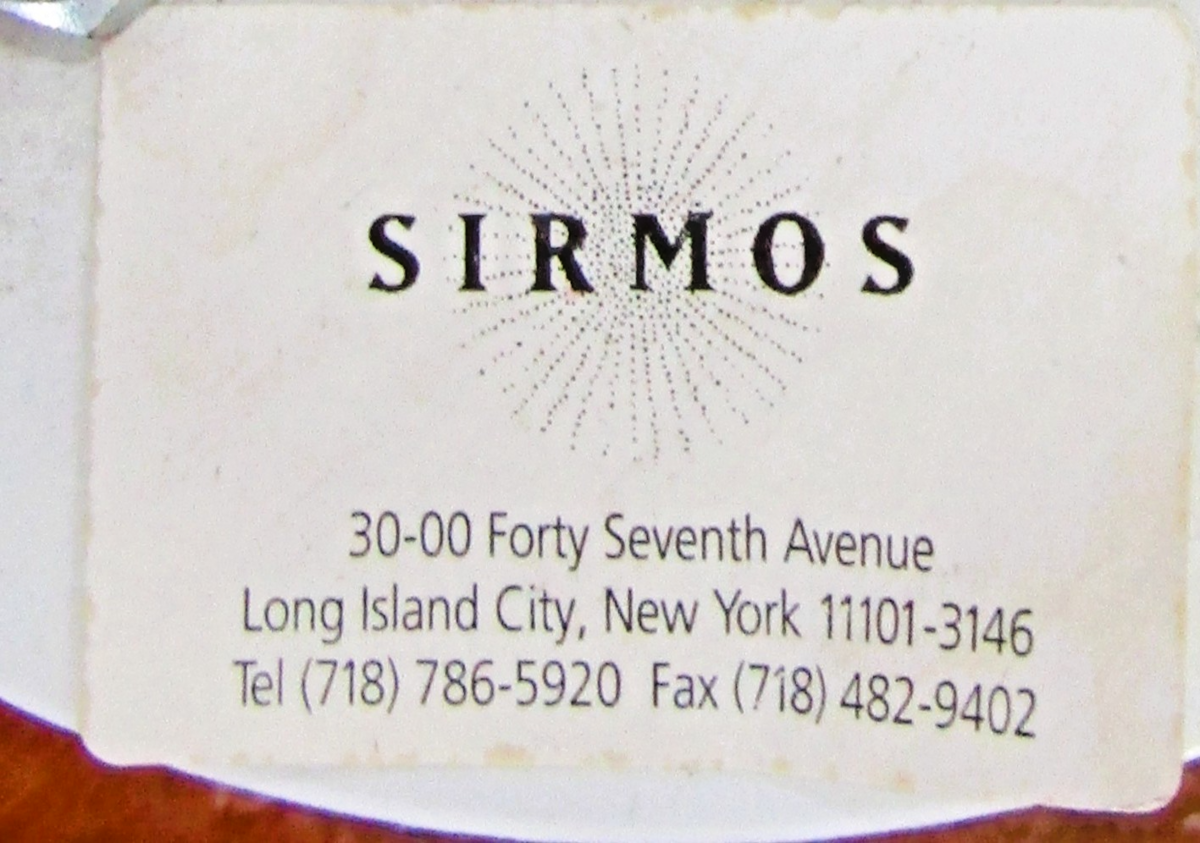 SIRMOS
30-00 Forty Seventh Avenue
Long Island City, New York 11101-3146
Tel (718) 786-5920 Fax (718) 482-9402